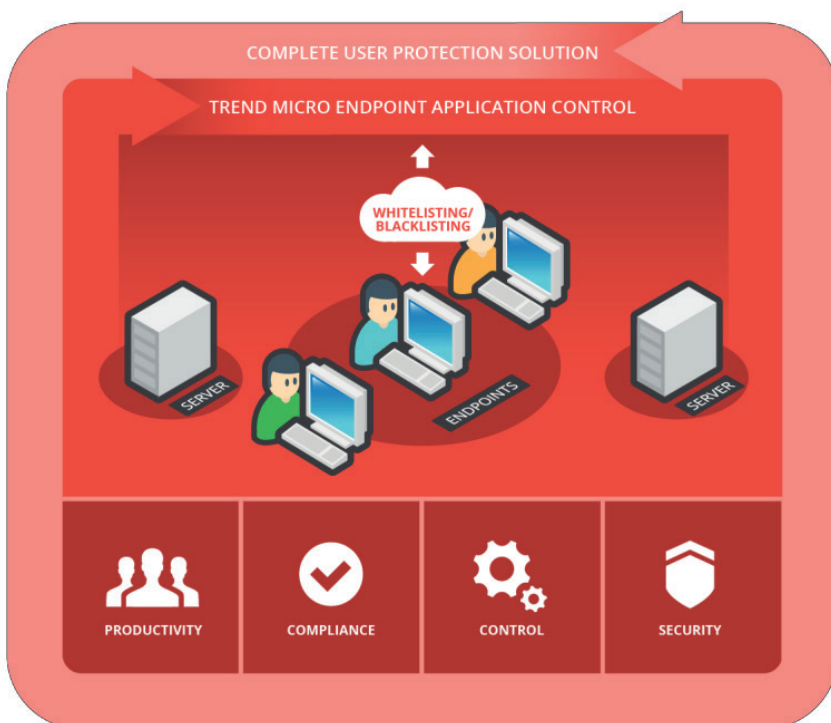 COMPLETE USER PROTECTION SOLUTION
TREND MICRO ENDPOINT APPLICATION CONTROL
WHITELISTING/
BLACKLISTING
SERVER
ENDPOINTS
SERVER
PRODUCTIVITY
COMPLIANCE
CONTROL
SECURITY